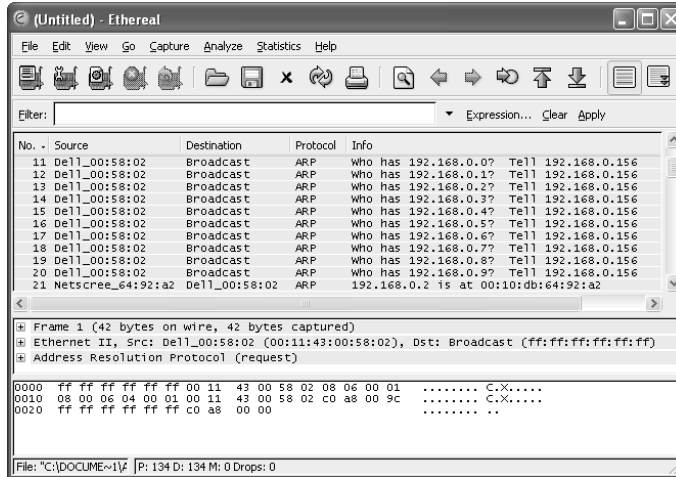 (Untitled) - Ethereal
File Edit View Go Capture Analyze Statistics Help
Filter: Expression... Clear Apply
No. Source Destination Protocol Info
11 Dell_00:58:02 Broadcast ARP Who has 192.168.0.0? Tell 192.168.0.156
12 Dell_00:58:02 Broadcast ARP Who has 192.168.0.1? Tell 192.168.0.156
13 Dell_00:58:02 Broadcast ARP Who has 192.168.0.2? Tell 192.168.0.156
14 Dell_00:58:02 Broadcast ARP Who has 192.168.0.3? Tell 192.168.0.156
15 Dell_00:58:02 Broadcast ARP Who has 192.168.0.4? Tell 192.168.0.156
16 Dell_00:58:02 Broadcast ARP Who has 192.168.0.5? Tell 192.168.0.156
17 Dell_00:58:02 Broadcast ARP Who has 192.168.0.6? Tell 192.168.0.156
18 Dell_00:58:02 Broadcast ARP Who has 192.168.0.7? Tell 192.168.0.156
19 Dell_00:58:02 Broadcast ARP Who has 192.168.0.8? Tell 192.168.0.156
20 Dell_00:58:02 Broadcast ARP Who has 192.168.0.9? Tell 192.168.0.156
21 Netscree_64:92:a2 Dell_00:58:02 ARP 192.168.0.2 is at 00:10:db:64:92:a2
Frame 1 (42 bytes on wire, 42 bytes captured)
Ethernet II, Src: Dell_00:58:02 (00:11:43:00:58:02), Dst: Broadcast (ff:ff:ff:ff:ff:ff)
Address Resolution Protocol (request)
0000 ff ff ff ff ff ff 00 11 43 00 58 02 08 06 00 01 ........ C.X.....
0010 08 00 06 04 00 01 00 11 43 00 58 02 c0 a8 00 9c ........ C.X.....
0020 ff ff ff ff ff ff c0 a8 00 00 ........ ..
File: "C:\DOCUME~1\A P: 134 D: 134 M: 0 Drops: 0